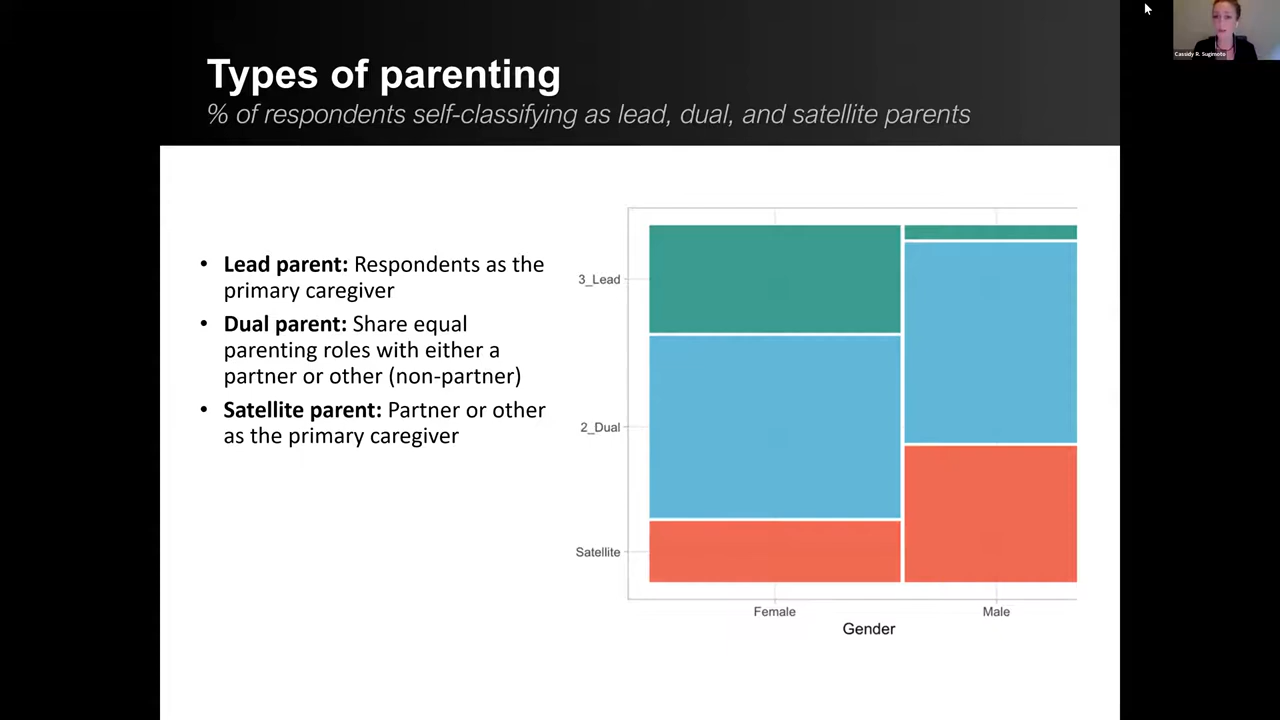 Types of parenting
% of respondents self-classifying as lead, dual, and satellite parents
Cassidy R. Sugimoto
• Lead parent: Respondents as the
primary caregiver
• Dual parent: Share equal
parenting roles with either a
partner or other (non-partner)
• Satellite parent: Partner or other
as the primary caregiver
3_Lead
2_Dual
Satellite
Female
Male
Gender